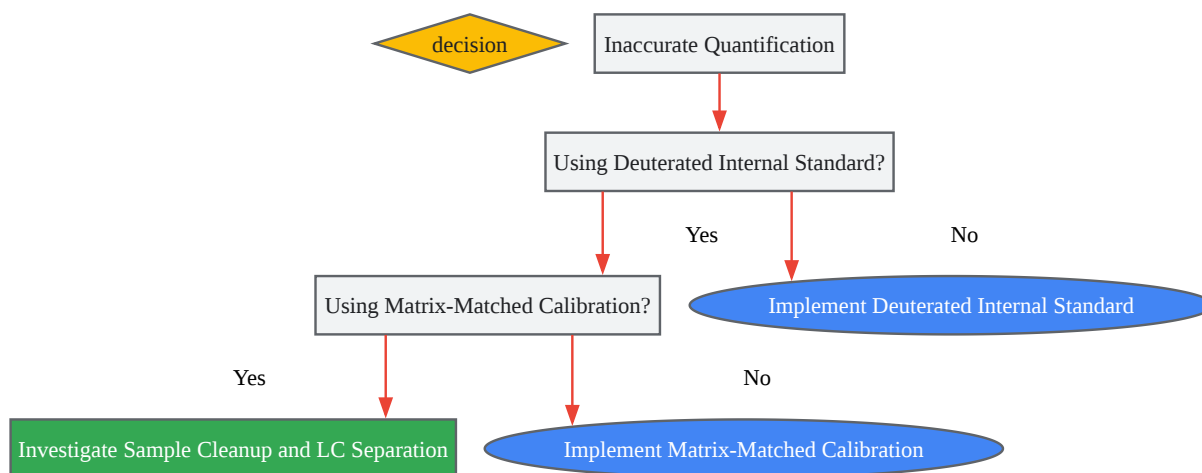 decision
Inaccurate Quantification
Using Deuterated Internal Standard?
Yes
No
Using Matrix-Matched Calibration?
Implement Deuterated Internal Standard
Yes
No
Investigate Sample Cleanup and LC Separation
Implement Matrix-Matched Calibration